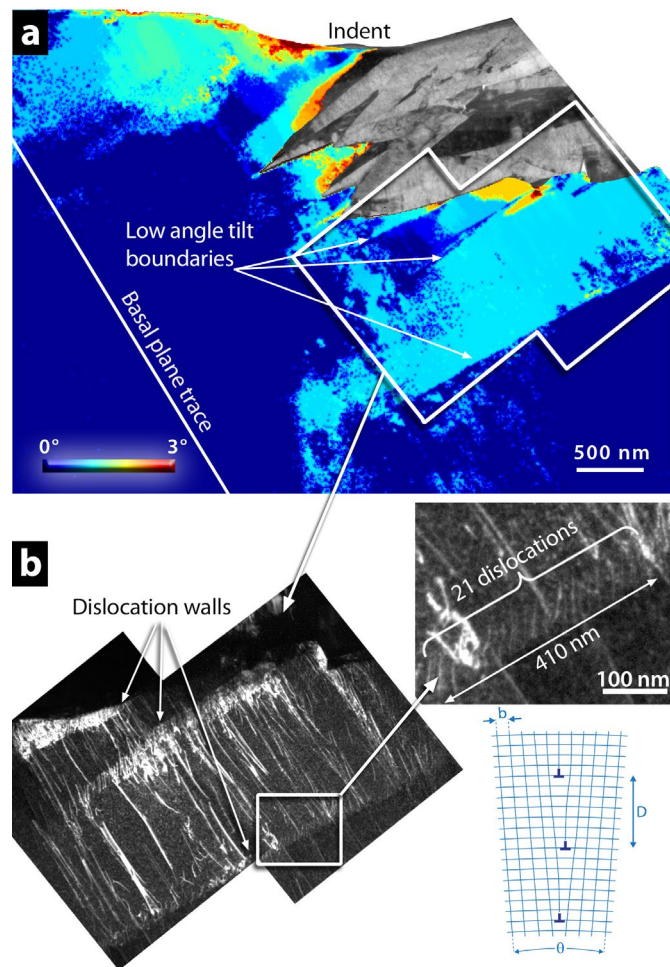 a
Indent
Low angle tilt
boundaries
Basal plane trace
0° 3°
500 nm
b
Dislocation walls
21 dislocations
410 nm
100 nm
b
D
θ